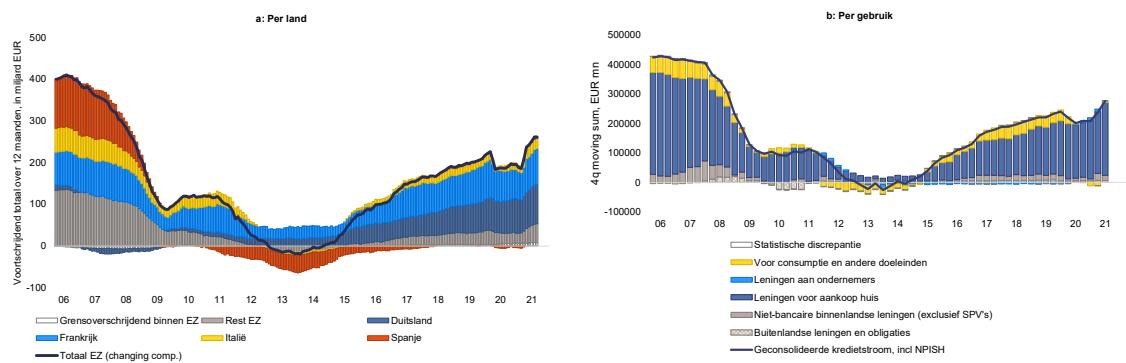 a: Per land
Voortschrijdend totaal over 12 maanden, in miljard EUR
500
400
300
200
100
0
-100
06 07 08 09 10 11 12 13 15 16 17 18 19 20 21
Grensoverschrijdend binnen EZ
Rest EZ
Duitsland
Frankrijk
Italië
Spanje
Totaal EZ (changing comp.)
b: Per gebruik
4q moving sum, EUR mn
500000
400000
300000
200000
100000
0
-100000
06 07 08 09 10 11 12 13 14 15 16 17 18 19 20 21
Statistische discrepantie
Voor consumptie en andere doeleinden
Leningen aan ondernemers
Leningen voor aankoop huis
Niet-bancaire binnenlandse leningen (exclusief SPV's)
Buitenlandse leningen en obligaties
Geconsolideerde kredietstroom, incl NPISH